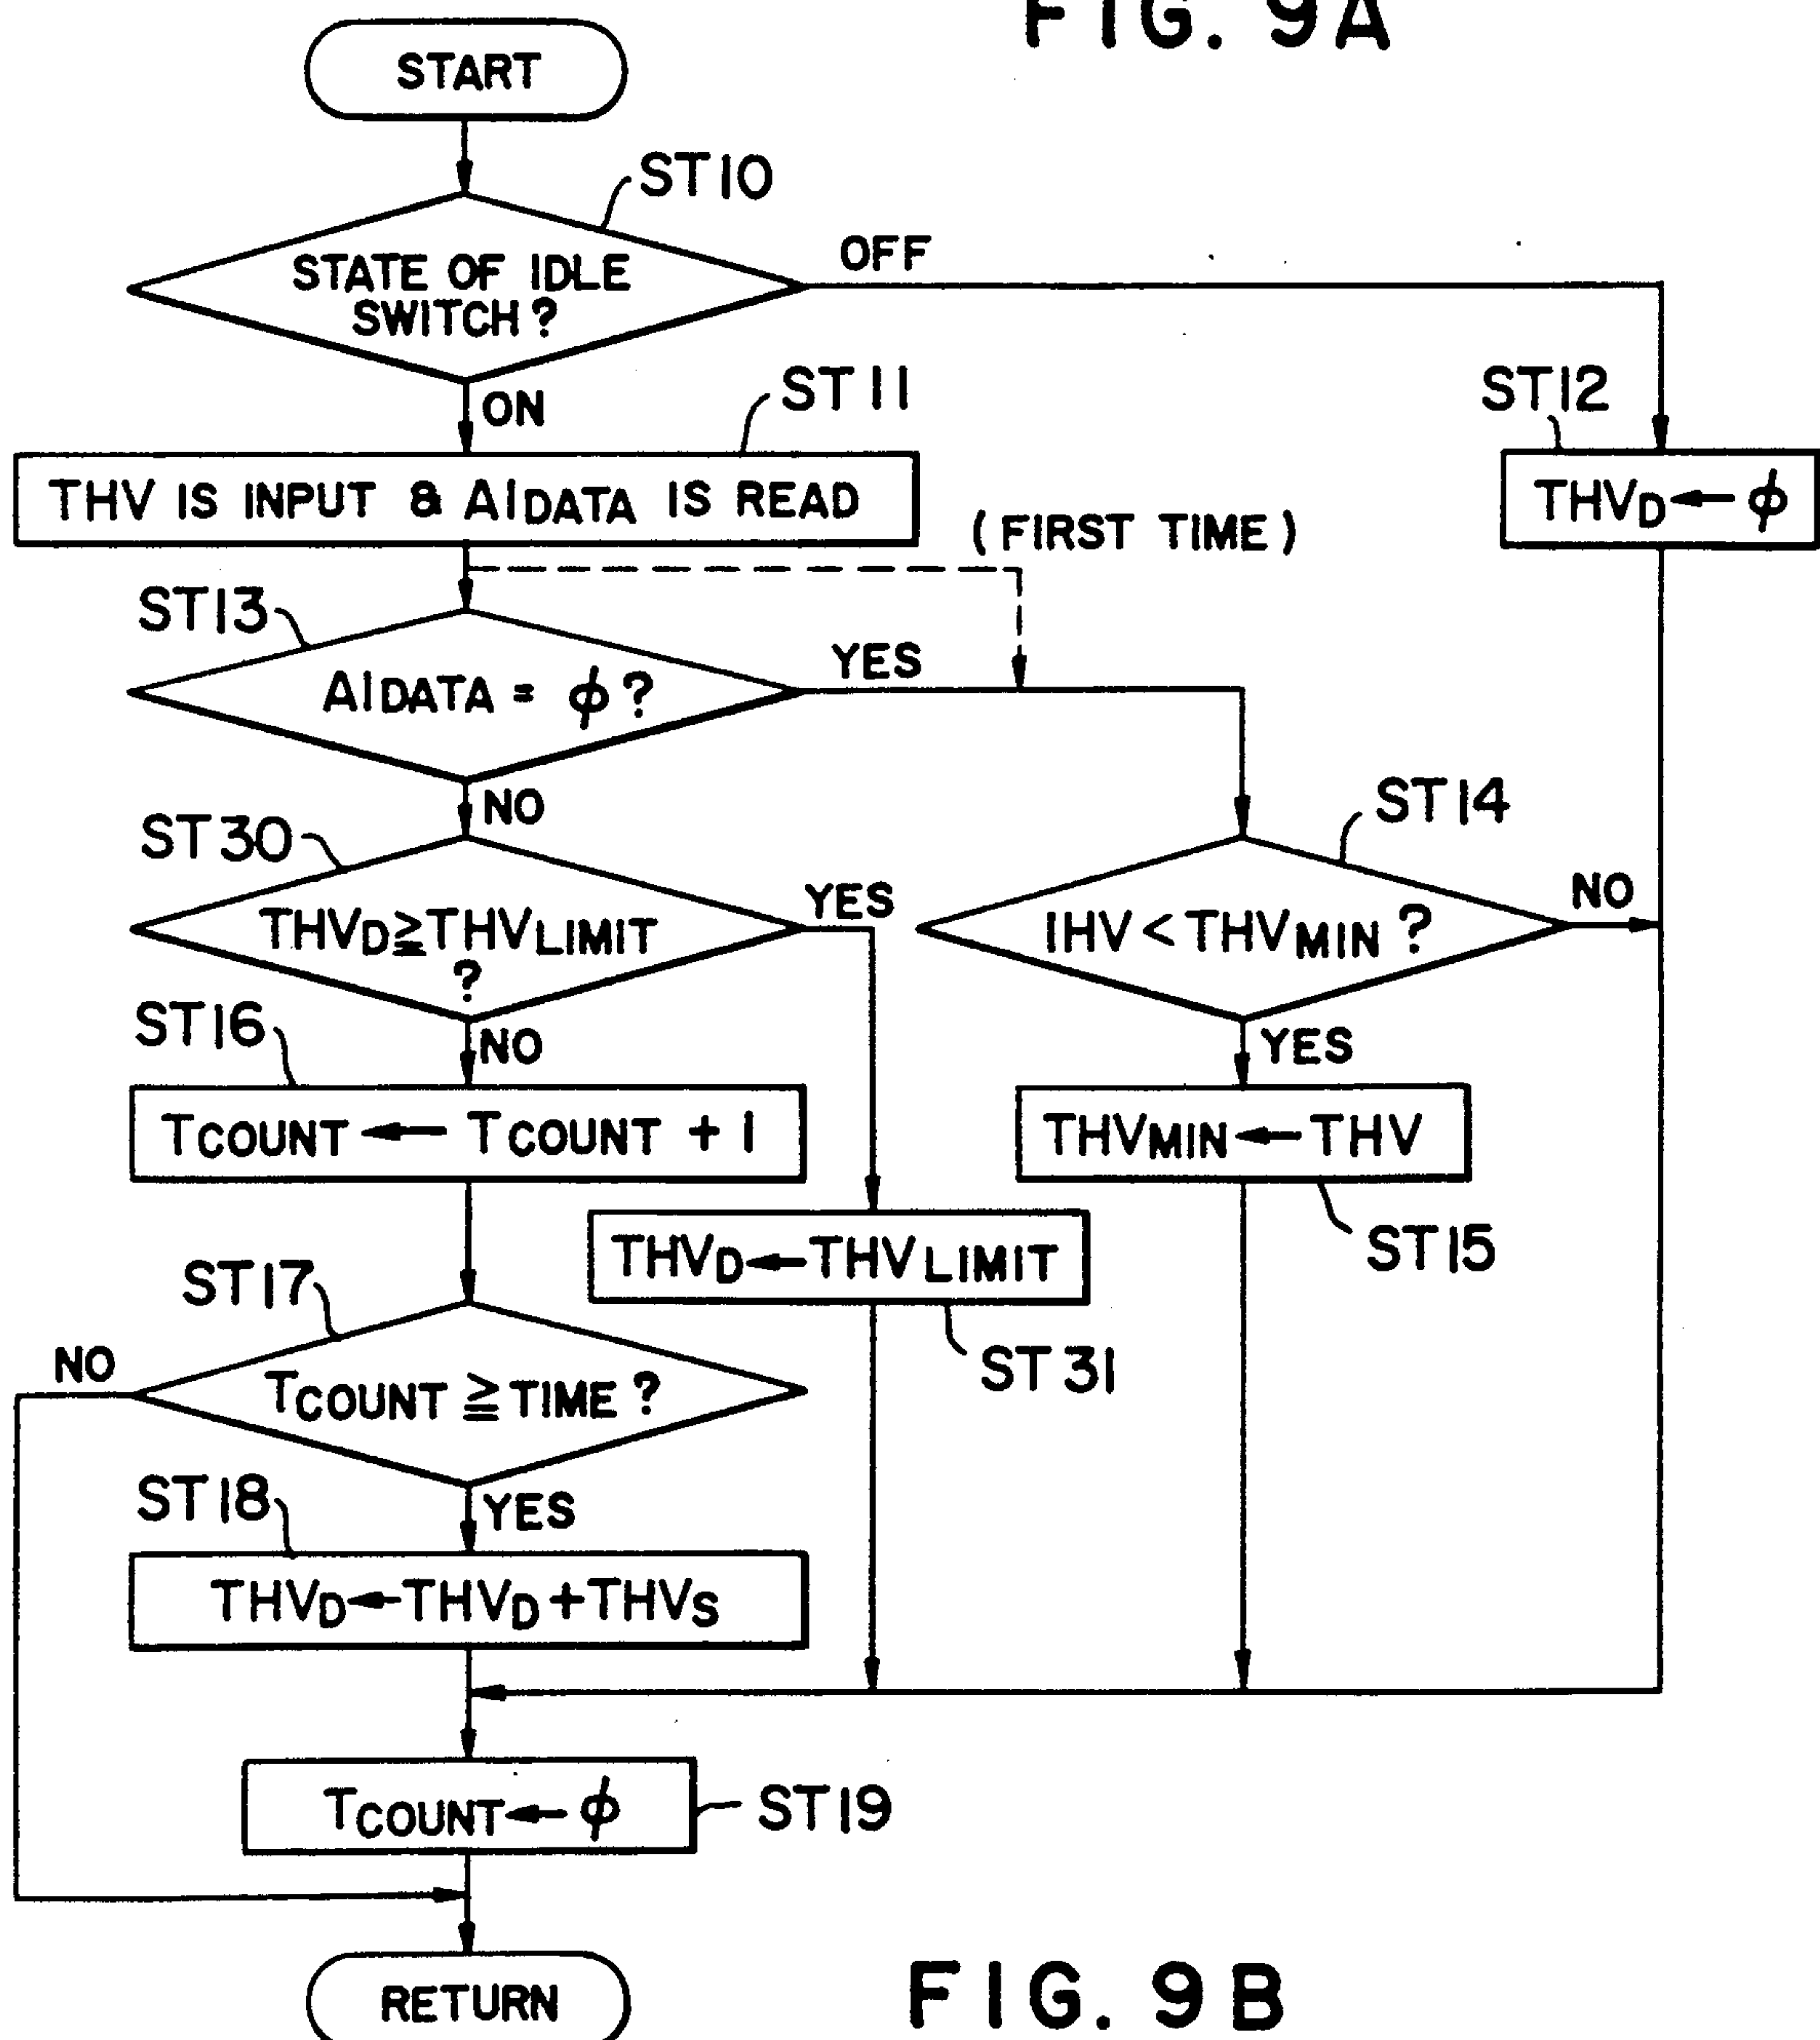 FIG. 9A
START
ST10
STATE OF IDLE
SWITCH?
OFF
ON
ST11
ST12
THV IS INPUT & AIDATA IS READ
THVD ← φ
(FIRST TIME)
ST13
AIDATA = φ?
YES
NO
ST14
ST30
THVD ≧ THVLIMIT
?
YES
IHV < THVMIN ?
NO
ST16
NO
YES
TCOUNT ← TCOUNT + 1
THVMIN ← THV
ST15
THVD ← THVLIMIT
ST17
ST31
NO
TCOUNT ≧ TIME ?
ST18
YES
THVD ← THVD + THVS
TCOUNT ← φ
ST19
RETURN
FIG. 9B